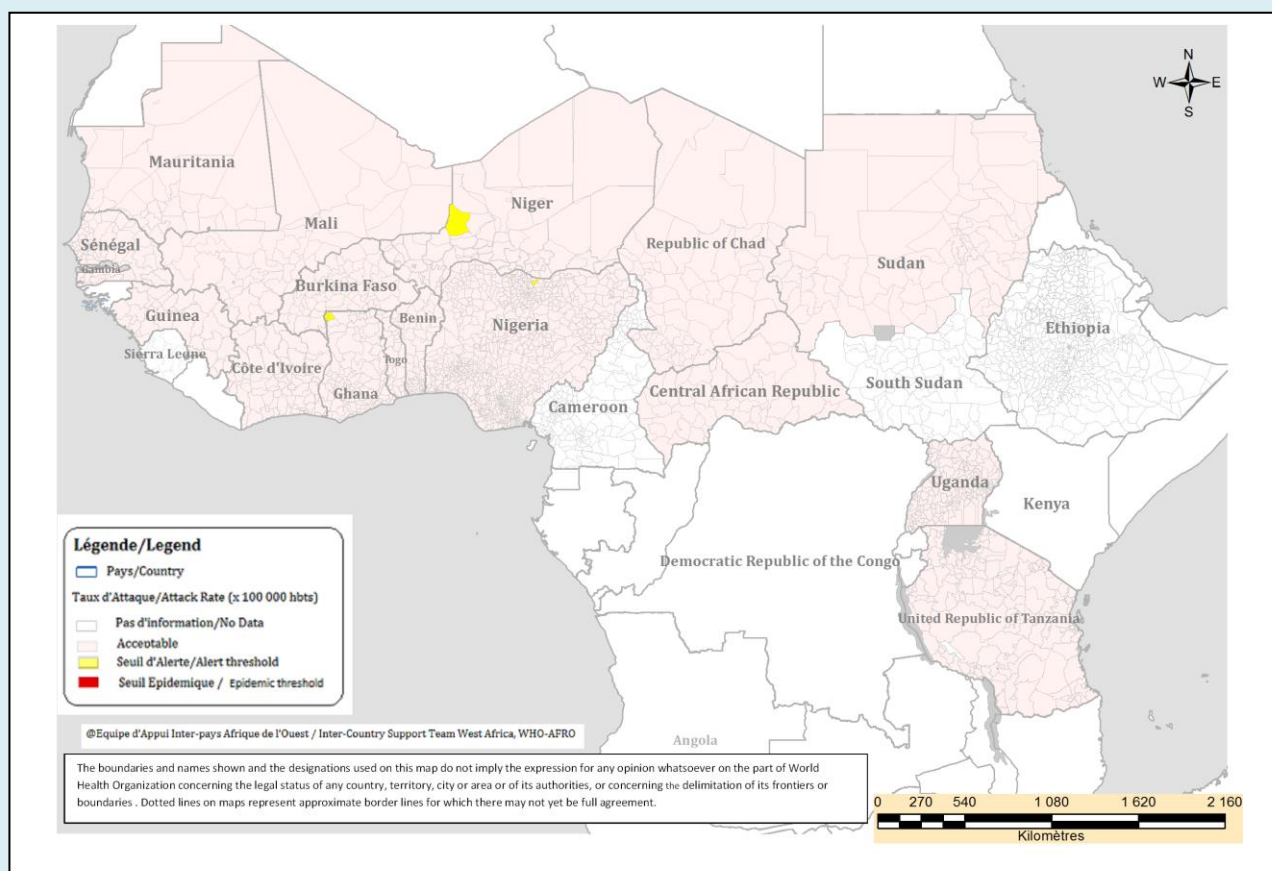 N
W E
S
Mauritania
Mali
Niger
Republic of Chad
Sudan
Sénégal
Gambia
Burkina Faso
Guinea
Benin
Nigeria
Ethiopia
Sierra Leone
Côte d'Ivoire
Togo
Ghana
Central African Republic
South Sudan
Cameroon
Uganda
Kenya
Democratic Republic of the Congo
United Republic of Tanzania
Angola
Légende/Legend
Pays/Country
Taux d'Attaque/Attack Rate (x 100 000 hbts)
Pas d'information/No Data
Acceptable
Seuil d'Alerte/Alert threshold
Seuil Epidemique / Epidemic threshold
@Equipe d'Appui Inter-pays Afrique de l'Ouest / Inter-Country Support Team West Africa, WHO-AFRO
The boundaries and names shown and the designations used on this map do not imply the expression for any opinion whatsoever on the part of World
Health Organization concerning the legal status of any country, territory, city or area or of its authorities, or concerning the delimitation of its frontiers or
boundaries . Dotted lines on maps represent approximate border lines for which there may not yet be full agreement.
0 270 540 1 080 1 620 2 160
Kilomètres